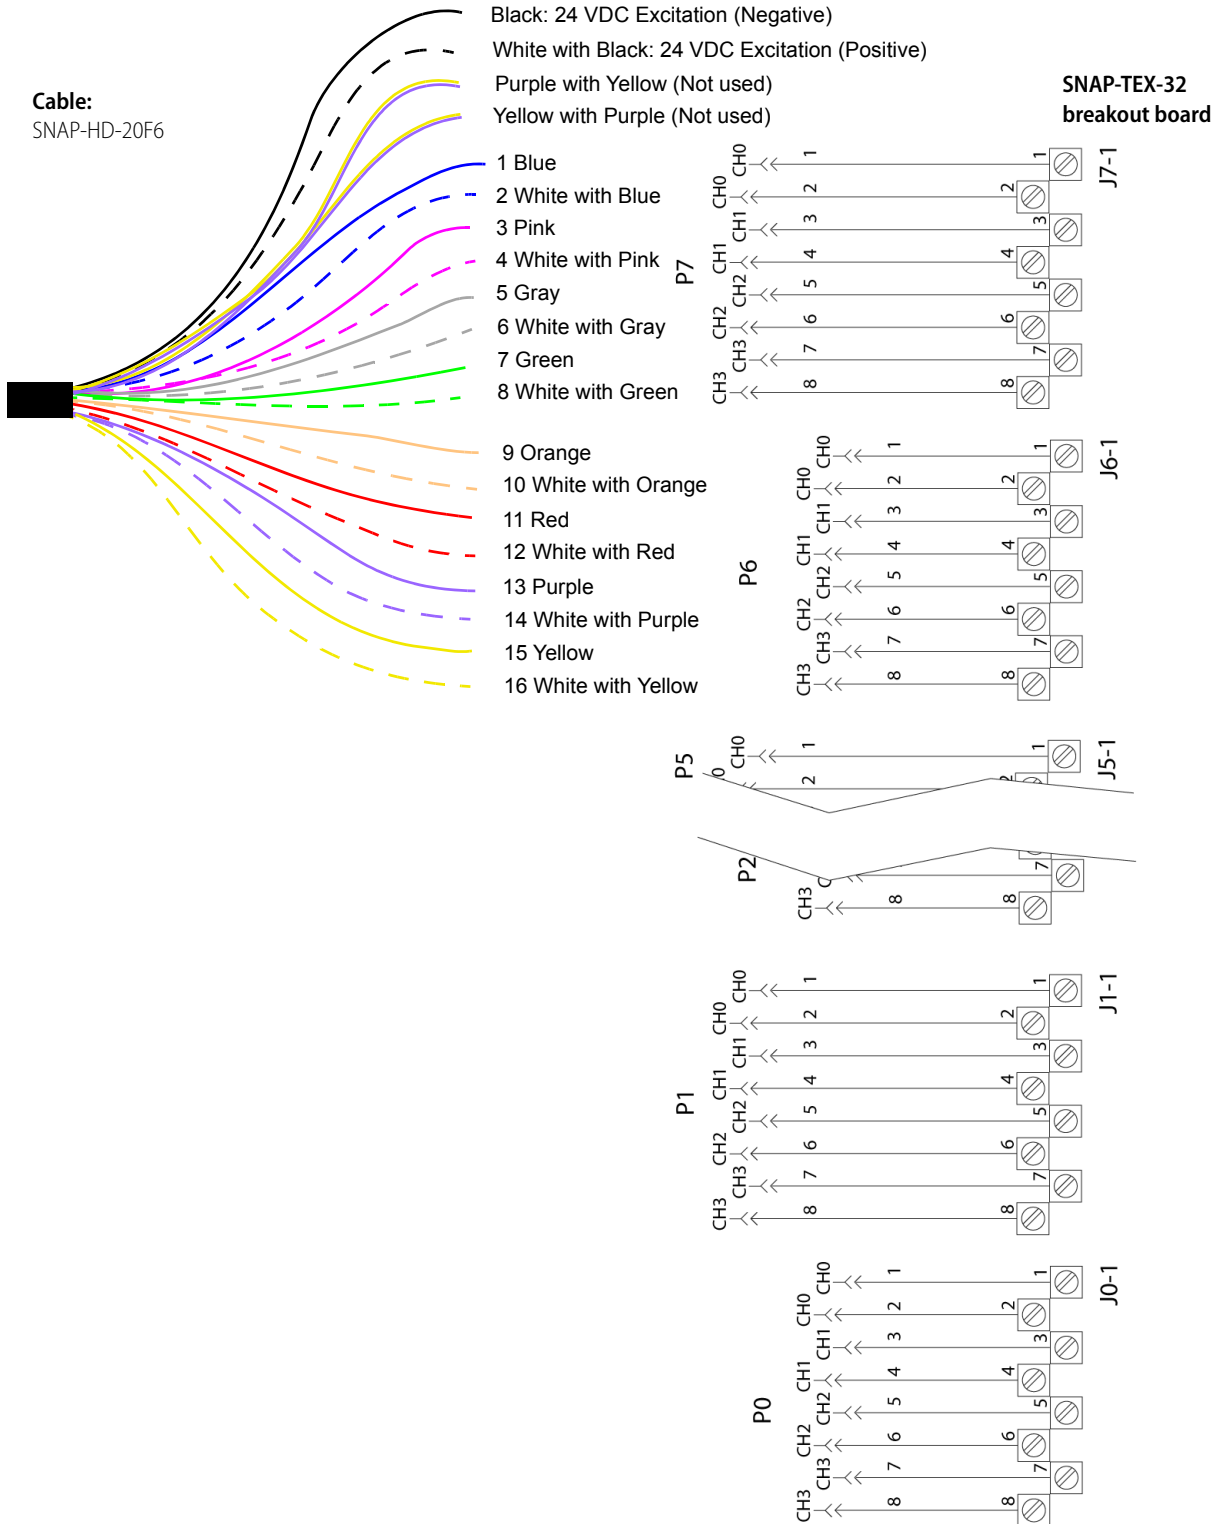 Black: 24 VDC Excitation (Negative)
White with Black: 24 VDC Excitation (Positive)
Purple with Yellow (Not used)
Yellow with Purple (Not used)
Cable:
SNAP-HD-20F6
SNAP-TEX-32
breakout board
1 Blue
2 White with Blue
3 Pink
4 White with Pink
5 Gray
6 White with Gray
7 Green
8 White with Green
9 Orange
10 White with Orange
11 Red
12 White with Red
13 Purple
14 White with Purple
15 Yellow
16 White with Yellow
P7
J7-1
CH0 1 1
CH0 2 2
CH1 3 3
CH1 4 4
CH2 5 5
CH2 6 6
CH3 7 7
CH3 8 8
P6
J6-1
CH0 1 1
CH0 2 2
CH1 3 3
CH1 4 4
CH2 5 5
CH2 6 6
CH3 7 7
CH3 8 8
P5
J5-1
CH0 1 1
0 2 2
P2
7
CH3 8 8
P1
J1-1
CH0 1 1
CH0 2 2
CH1 3 3
CH1 4 4
CH2 5 5
CH2 6 6
CH3 7 7
CH3 8 8
P0
J0-1
CH0 1 1
CH0 2 2
CH1 3 3
CH1 4 4
CH2 5 5
CH2 6 6
CH3 7 7
CH3 8 8